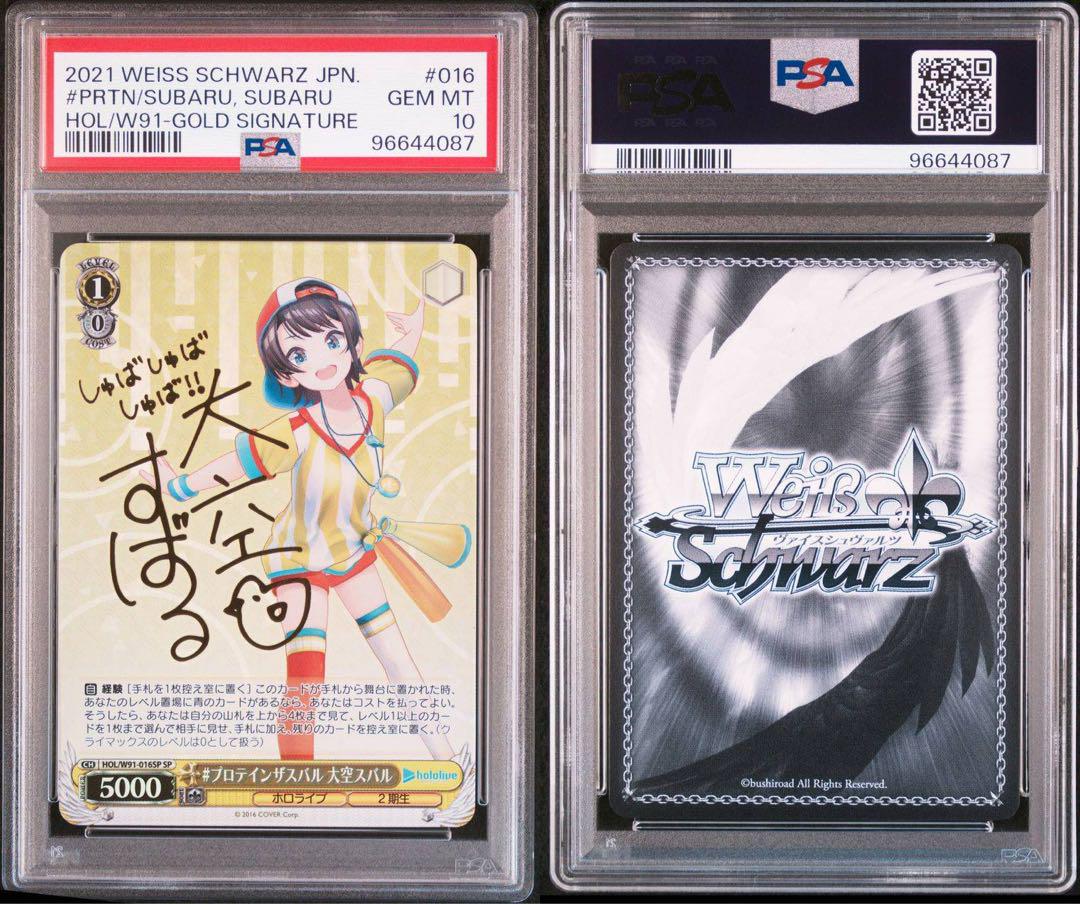 2021 WEISS SCHWARZ JPN. #016
#PRTN/SUBARU, SUBARU GEM MT
HOL/W91-GOLD SIGNATURE 10
PSA 96644087
LEVEL
1
0
COST
しゅばしゅば
しゅば!!
大空
すばる
自 経験 [手札を1枚控え室に置く] このカードが手札から舞台に置かれた時、
あなたのレベル置場に青のカードがあるなら、あなたはコストを払ってよい。
そうしたら、あなたは自分の山札を上から4枚まで見て、レベル1以上のカー
ドを1枚まで選んで相手に見せ、手札に加え、残りのカードを控え室に置く。(ク
ライマックスのレベルは0として扱う)
CH HOL/W91-016SP SP
#プロテインザスバル 大空スバル hololive
POWER 5000
ホロライブ 2期生
© 2016 COVER Corp.
PSA
PSA
PSA
96644087
Weiß
ヴァイスシュヴァルツ
Schwarz
©bushiroad All Rights Reserved.
PSA